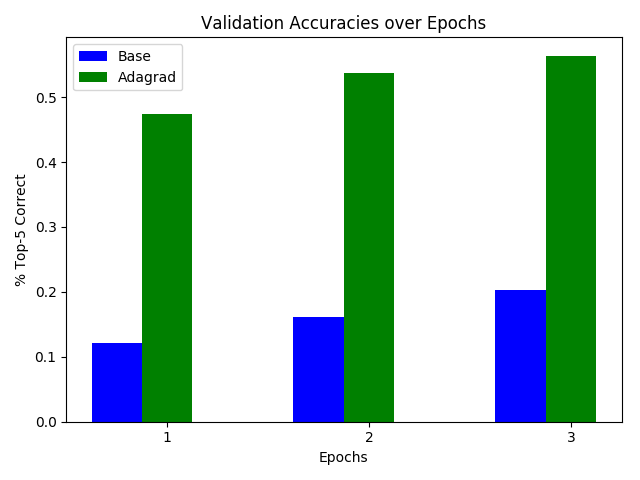 Validation Accuracies over Epochs
Base
Adagrad
% Top-5 Correct
0.5
0.4
0.3
0.2
0.1
0.0
1
2
3
Epochs